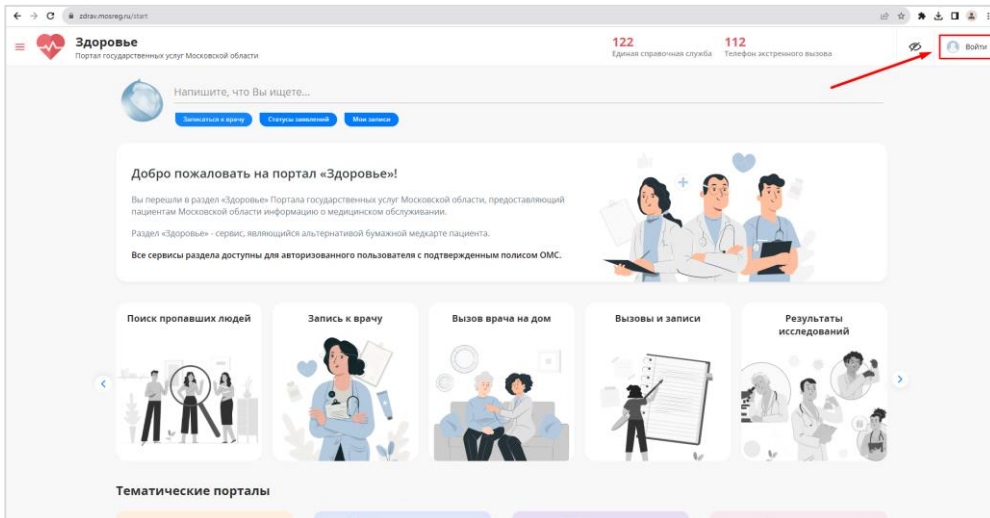 zdrav.mosreg.ru/start
Здоровье
Портал государственных услуг Московской области
122
Единая справочная служба
112
Телефон экстренного вызова
Войти
Напишите, что Вы ищете...
Записаться к врачу
Статусы заявлений
Мои записи
Добро пожаловать на портал «Здоровье»!
Вы перешли в раздел «Здоровье» Портала государственных услуг Московской области, предоставляющий
пациентам Московской области информацию о медицинском обслуживании.
Раздел «Здоровье» - сервис, являющийся альтернативой бумажной медкарте пациента.
Все сервисы раздела доступны для авторизованного пользователя с подтвержденным полисом ОМС.
Поиск пропавших людей
Запись к врачу
Вызов врача на дом
Вызовы и записи
Результаты
исследований
Тематические порталы